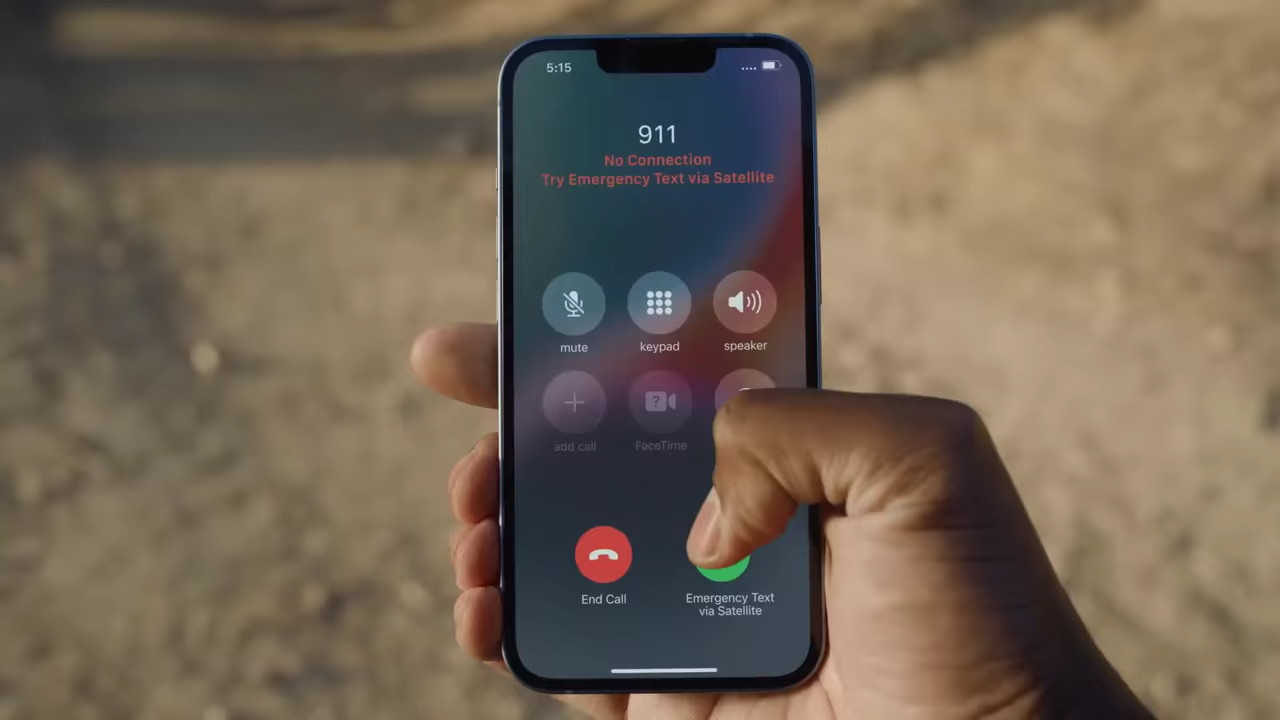 5:15
911
No Connection
Try Emergency Text via Satellite
mute
keypad
speaker
add call
FaceTime
End Call
Emergency Text
via Satellite